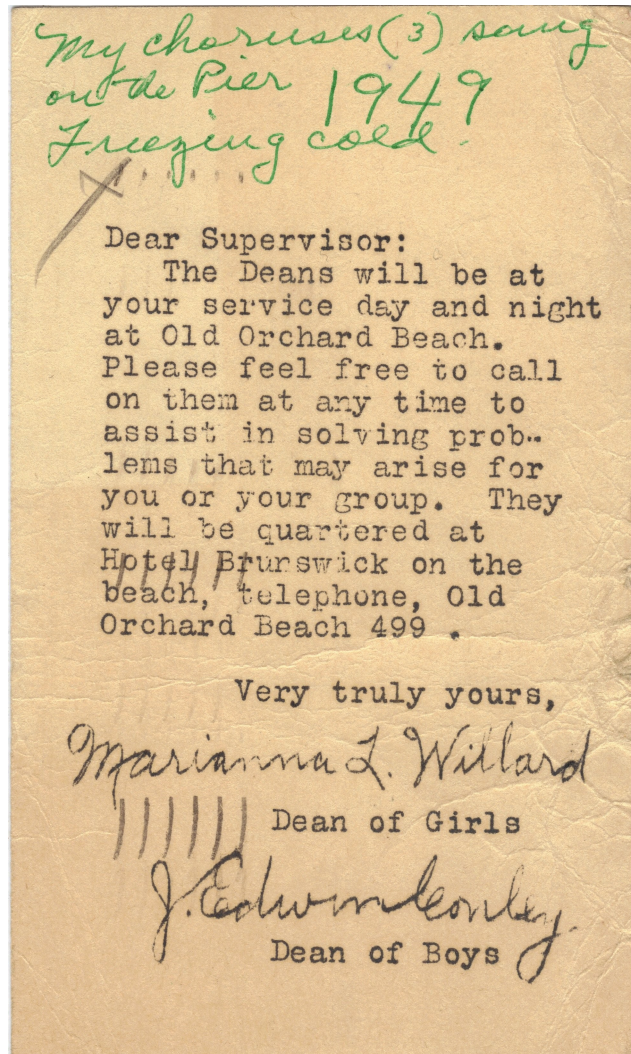 My choruses (3) sang
on the Pier 1949
Freezing cold.
Dear Supervisor:
The Deans will be at
your service day and night
at Old Orchard Beach.
Please feel free to call
on them at any time to
assist in solving prob-
lems that may arise for
you or your group. They
will be quartered at
Hotel Brunswick on the
beach, telephone, Old
Orchard Beach 499 .
Very truly yours,
Marianna L. Willard
Dean of Girls
J. Edwin Conley
Dean of Boys